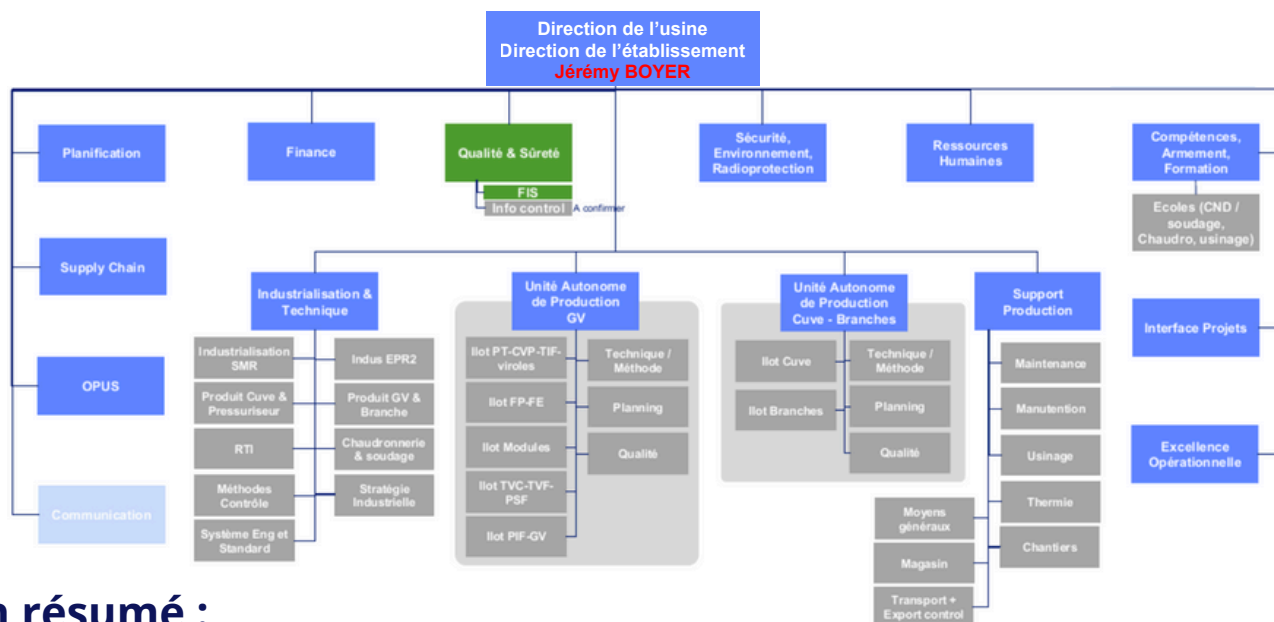 Direction de l’usine
Direction de l’établissement
Jérémy BOYER
Planification
Finance
Qualité & Sûreté
FIS
Info control
A confirmer
Sécurité,
Environnement,
Radioprotection
Ressources
Humaines
Compétences,
Armement,
Formation
Ecoles (CND /
soudage,
Chaudro, usinage)
Supply Chain
OPUS
Communication
Industrialisation &
Technique
Industrialisation
SMR
Indus EPR2
Produit Cuve &
Pressuriseur
Produit GV &
Branche
RTI
Chaudronnerie
& soudage
Méthodes
Contrôle
Stratégie
Industrielle
Système Eng et
Standard
Unité Autonome
de Production
GV
Ilot PT-CVP-TIF-
viroles
Technique /
Méthode
Ilot FP-FE
Planning
Ilot Modules
Qualité
Ilot TVC-TVF-
PSF
Ilot PIF-GV
Unité Autonome
de Production
Cuve - Branches
Ilot Cuve
Technique /
Méthode
Ilot Branches
Planning
Qualité
Support
Production
Maintenance
Manutention
Usinage
Thermie
Moyens
généraux
Chantiers
Magasin
Transport +
Export control
Interface Projets
Excellence
Opérationnelle
n résumé :